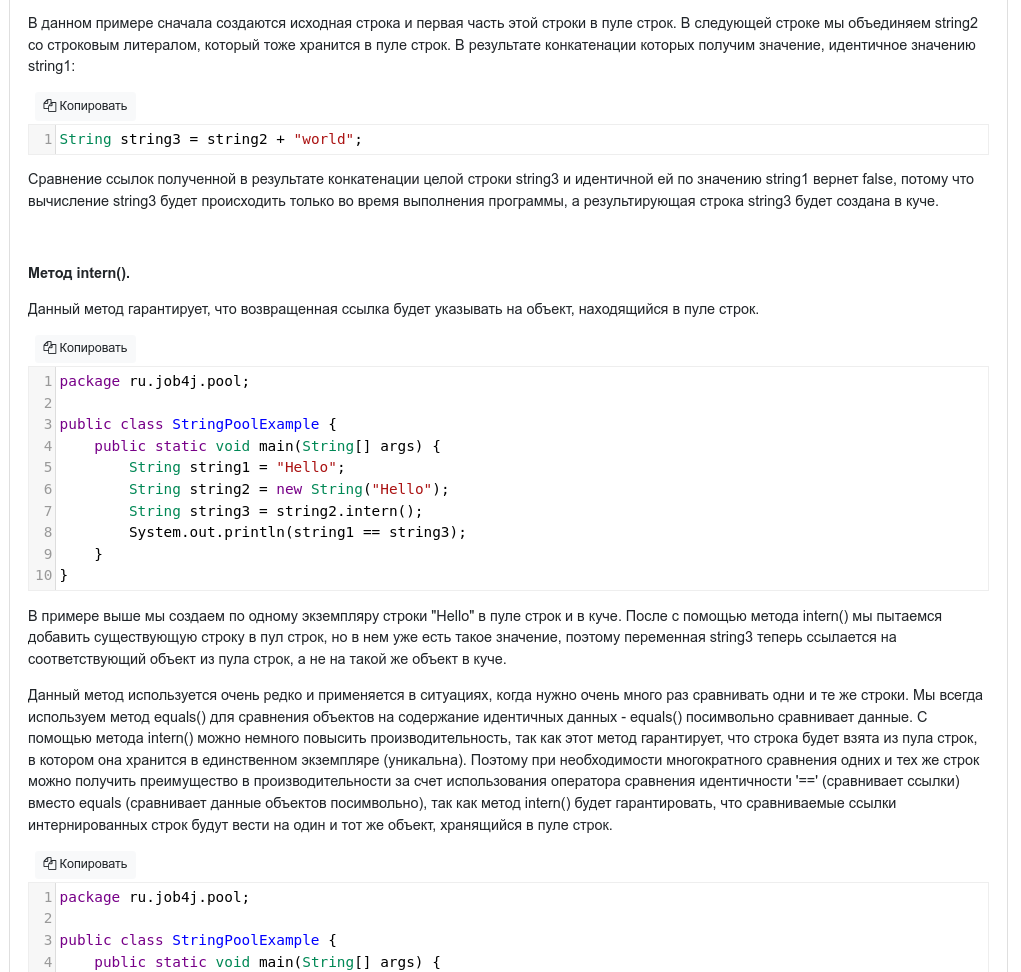 В данном примере сначала создаются исходная строка и первая часть этой строки в пуле строк. В следующей строке мы объединяем string2
со строковым литералом, который тоже хранится в пуле строк. В результате конкатенации которых получим значение, идентичное значению
string1:
Копировать
1 String string3 = string2 + "world";
Сравнение ссылок полученной в результате конкатенации целой строки string3 и идентичной ей по значению string1 вернет false, потому что
вычисление string3 будет происходить только во время выполнения программы, а результирующая строка string3 будет создана в куче.
Метод intern().
Данный метод гарантирует, что возвращенная ссылка будет указывать на объект, находящийся в пуле строк.
Копировать
1 package ru.job4j.pool;
2
3 public class StringPoolExample {
4     public static void main(String[] args) {
5         String string1 = "Hello";
6         String string2 = new String("Hello");
7         String string3 = string2.intern();
8         System.out.println(string1 == string3);
9     }
10 }
В примере выше мы создаем по одному экземпляру строки "Hello" в пуле строк и в куче. После с помощью метода intern() мы пытаемся
добавить существующую строку в пул строк, но в нем уже есть такое значение, поэтому переменная string3 теперь ссылается на
соответствующий объект из пула строк, а не на такой же объект в куче.
Данный метод используется очень редко и применяется в ситуациях, когда нужно очень много раз сравнивать одни и те же строки. Мы всегда
используем метод equals() для сравнения объектов на содержание идентичных данных - equals() посимвольно сравнивает данные. С
помощью метода intern() можно немного повысить производительность, так как этот метод гарантирует, что строка будет взята из пула строк,
в котором она хранится в единственном экземпляре (уникальна). Поэтому при необходимости многократного сравнения одних и тех же строк
можно получить преимущество в производительности за счет использования оператора сравнения идентичности '==' (сравнивает ссылки)
вместо equals (сравнивает данные объектов посимвольно), так как метод intern() будет гарантировать, что сравниваемые ссылки
интернированных строк будут вести на один и тот же объект, хранящийся в пуле строк.
Копировать
1 package ru.job4j.pool;
2
3 public class StringPoolExample {
4     public static void main(String[] args) {